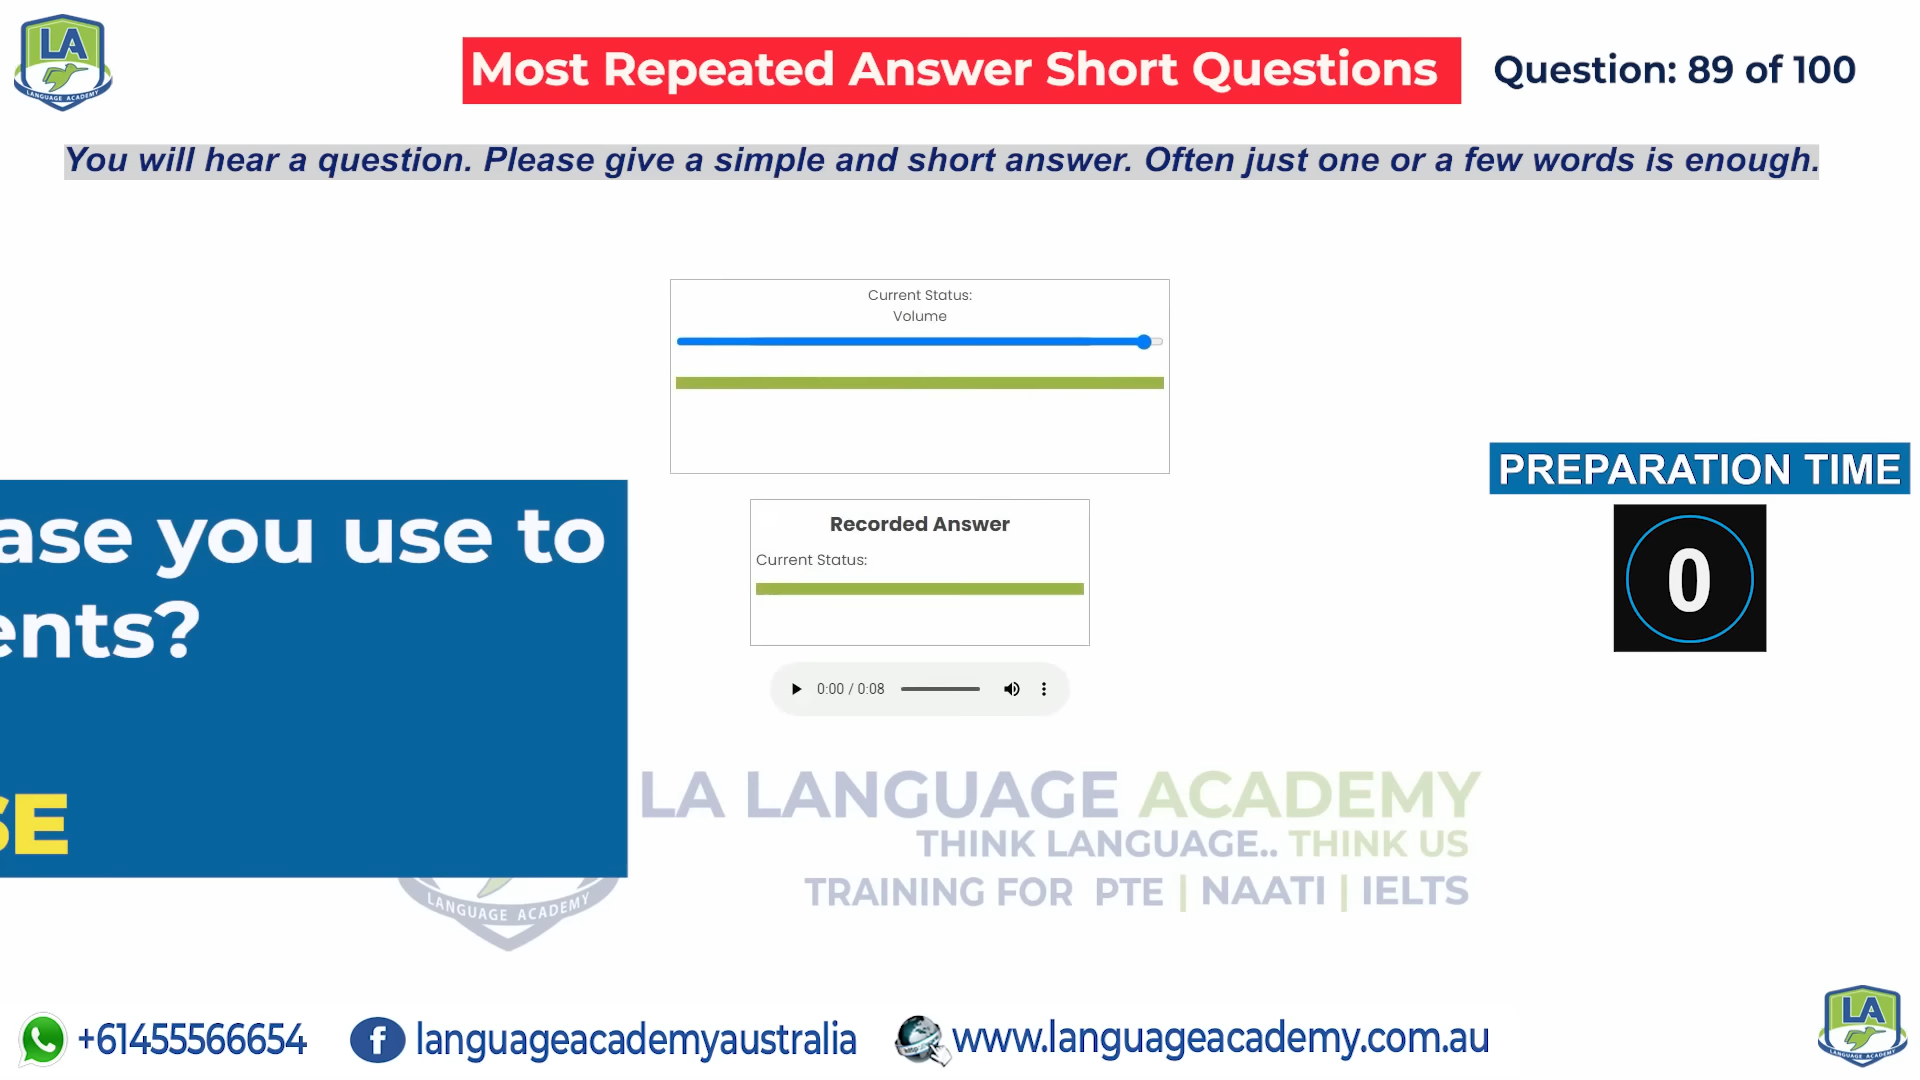 LA
LANGUAGE ACADEMY
Most Repeated Answer Short Questions
Question: 89 of 100
You will hear a question. Please give a simple and short answer. Often just one or a few words is enough.
Current Status:
Volume
PREPARATION TIME
0
ase you use to
ents?
SE
Recorded Answer
Current Status:
0:00 / 0:08
LA LANGUAGE ACADEMY
THINK LANGUAGE.. THINK US
TRAINING FOR PTE | NAATI | IELTS
LANGUAGE ACADEMY
+61455566654
f languageacademyaustralia
http
www.languageacademy.com.au
LA
LANGUAGE ACADEMY